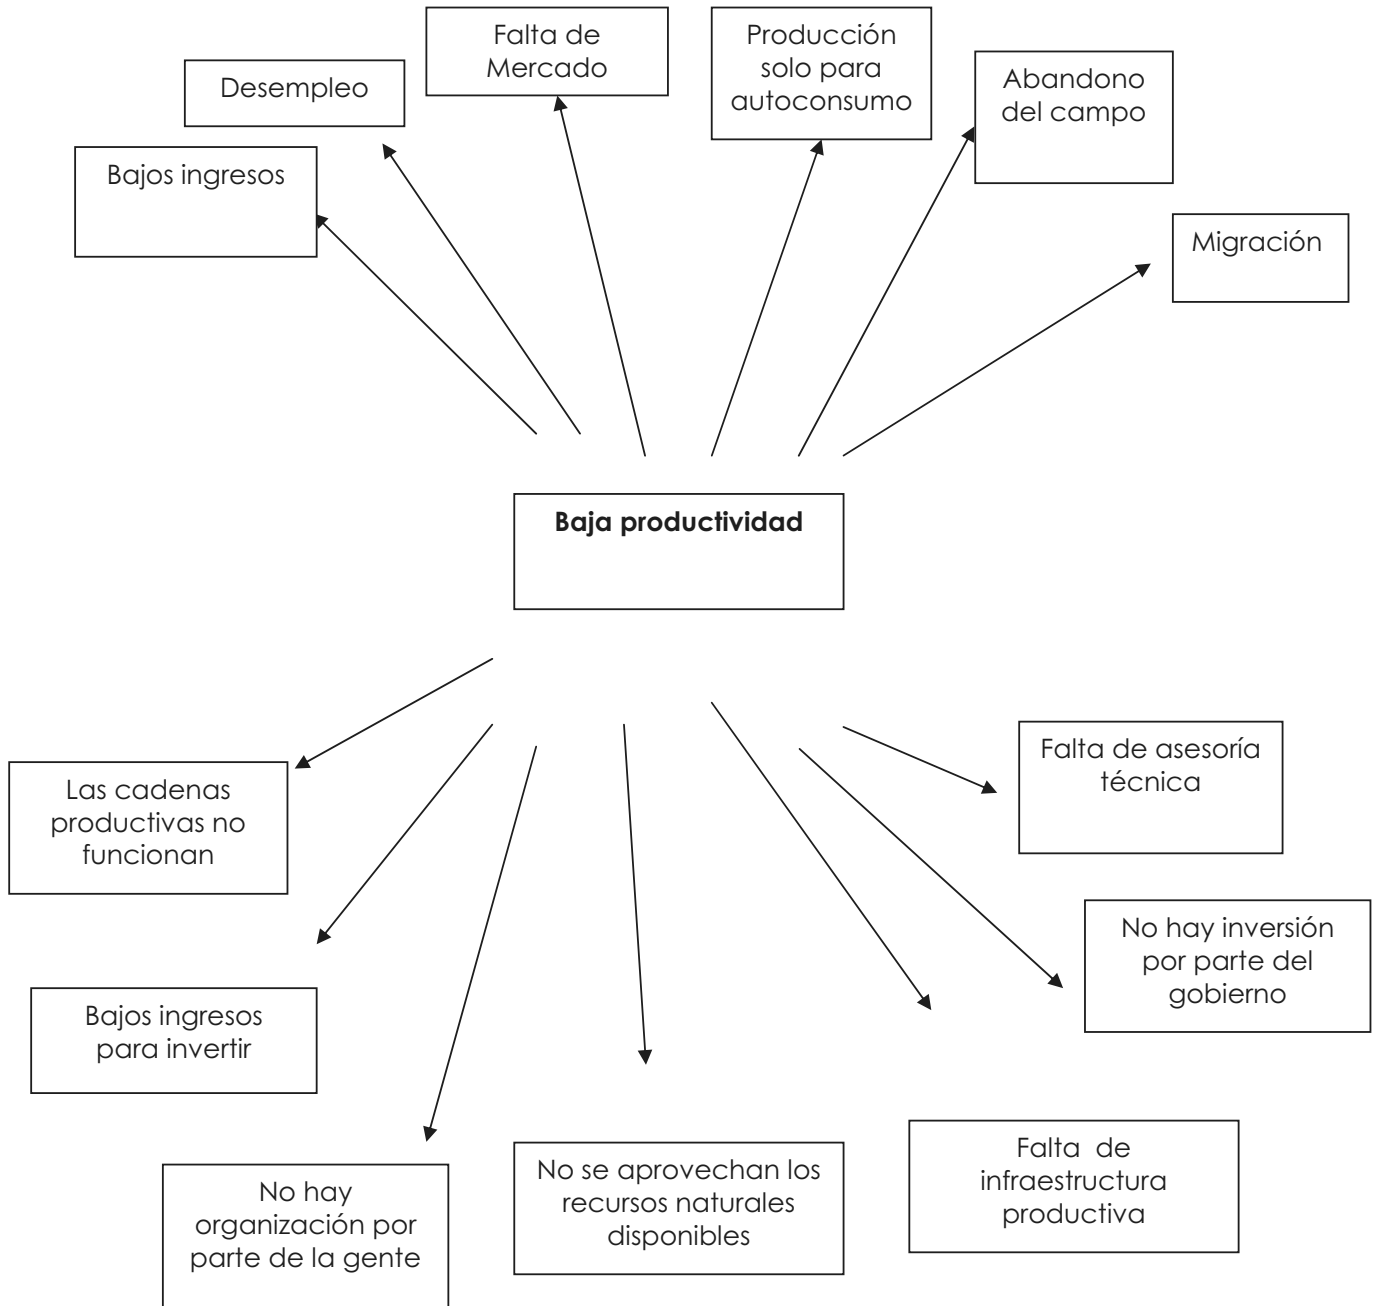 Falta de
Mercado
Producción
solo para
autoconsumo
Desempleo
Abandono
del campo
Bajos ingresos
Migración
Baja productividad
Las cadenas
productivas no
funcionan
Falta de asesoría
técnica
No hay inversión
por parte del
gobierno
Bajos ingresos
para invertir
No hay
organización por
parte de la gente
No se aprovechan los
recursos naturales
disponibles
Falta  de
infraestructura
productiva